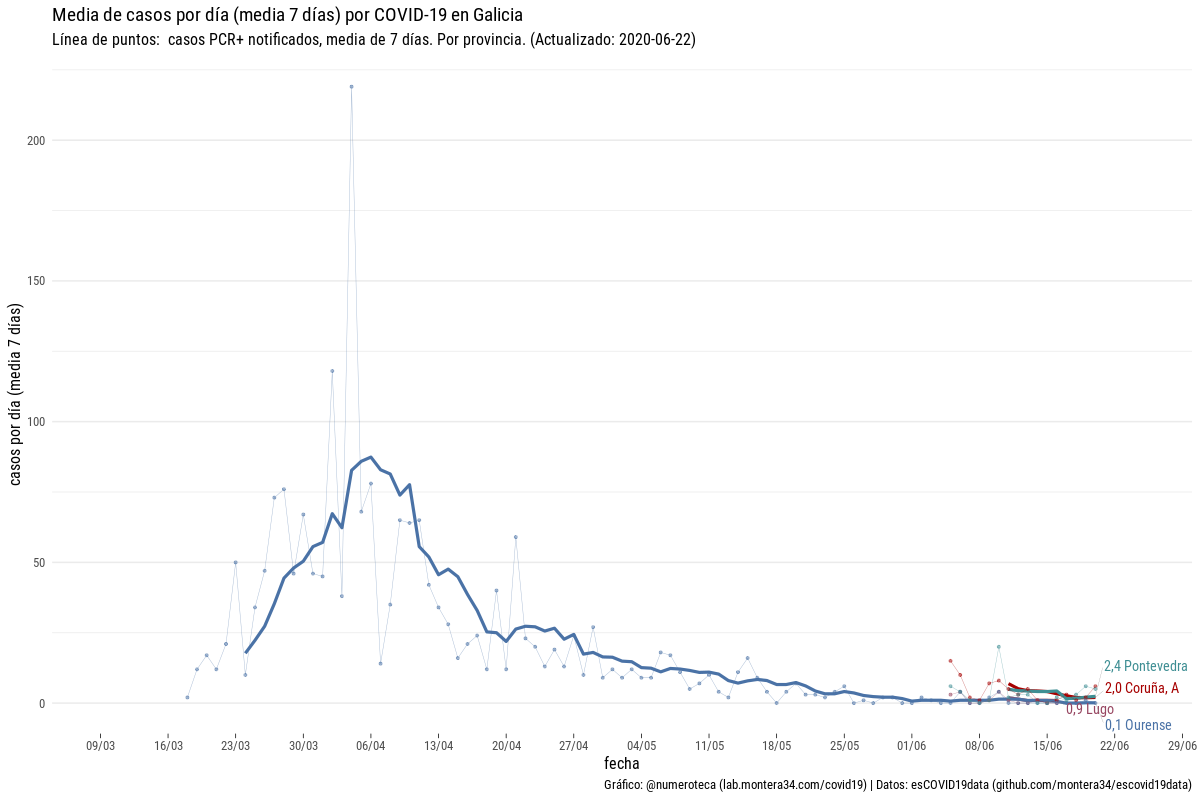 Media de casos por día (media 7 días) por COVID-19 en Galicia
Línea de puntos:  casos PCR+ notificados, media de 7 días. Por provincia. (Actualizado: 2020-06-22)
casos por día (media 7 días)
200
150
100
50
0
2,4 Pontevedra
2,0 Coruña, A
0,9 Lugo
0,1 Ourense
09/03
16/03
23/03
30/03
06/04
13/04
20/04
27/04
04/05
11/05
18/05
25/05
01/06
08/06
15/06
22/06
29/06
fecha
Gráfico: @numeroteca (lab.montera34.com/covid19) | Datos: esCOVID19data (github.com/montera34/escovid19data)